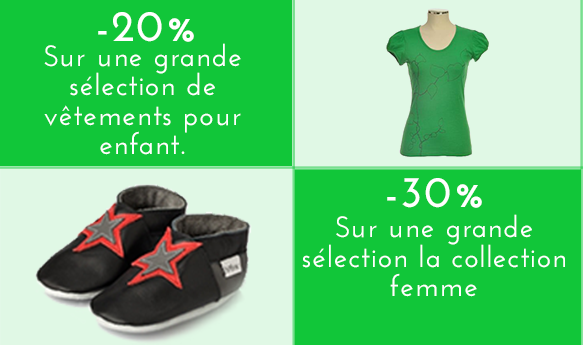 -20%
Sur une grande
sélection de
vêtements pour
enfant.
-30%
Sur une grande
sélection la collection
femme